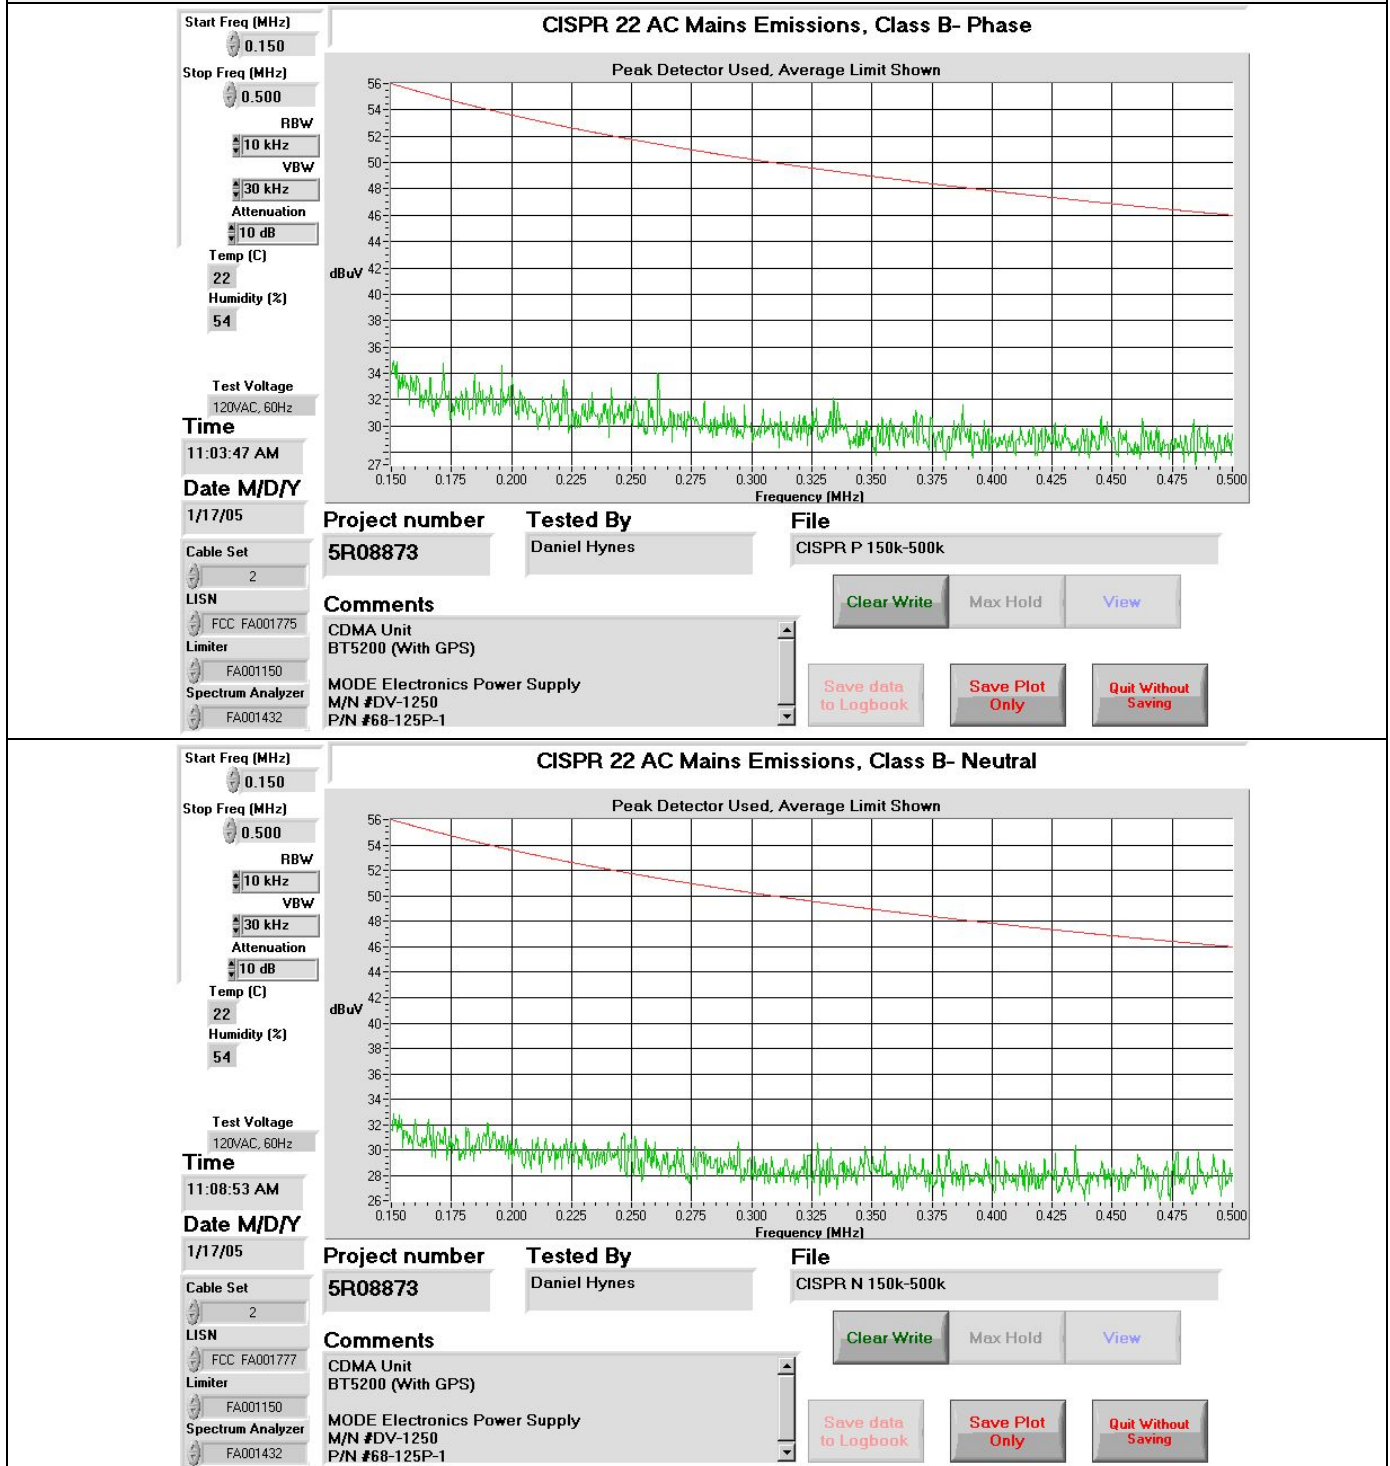 Start Freq (MHz)
0.150
Stop Freq (MHz)
0.500
RBW
10 kHz
VBW
30 kHz
Attenuation
10 dB
Temp (C)
22
Humidity (%)
54
Test Voltage
120VAC, 60Hz
Time
11:03:47 AM
Date M/D/Y
1/17/05
Cable Set
2
LISN
FCC FA001775
Limiter
FA001150
Spectrum Analyzer
FA001432
CISPR 22 AC Mains Emissions, Class B- Phase
Peak Detector Used, Average Limit Shown
56
54
52
50
48
46
44
dBuV 42
40
38
36
34
32
30
27
0.150 0.175 0.200 0.225 0.250 0.275 0.300 0.325 0.350 0.375 0.400 0.425 0.450 0.475 0.500
Frequency (MHz)
Project number
5R08873
Tested By
Daniel Hynes
File
CISPR P 150k-500k
Comments
CDMA Unit
BT5200 (With GPS)
MODE Electronics Power Supply
M/N #DV-1250
P/N #68-125P-1
Clear Write
Max Hold
View
Save data
to Logbook
Save Plot
Only
Quit Without
Saving
Start Freq (MHz)
0.150
Stop Freq (MHz)
0.500
RBW
10 kHz
VBW
30 kHz
Attenuation
10 dB
Temp (C)
22
Humidity (%)
54
Test Voltage
120VAC, 60Hz
Time
11:08:53 AM
Date M/D/Y
1/17/05
Cable Set
2
LISN
FCC FA001777
Limiter
FA001150
Spectrum Analyzer
FA001432
CISPR 22 AC Mains Emissions, Class B- Neutral
Peak Detector Used, Average Limit Shown
56
54
52
50
48
46
44
42
dBuV
40
38
36
34
32
30
28
26
0.150 0.175 0.200 0.225 0.250 0.275 0.300 0.325 0.350 0.375 0.400 0.425 0.450 0.475 0.500
Frequency (MHz)
Project number
5R08873
Tested By
Daniel Hynes
File
CISPR N 150k-500k
Comments
CDMA Unit
BT5200 (With GPS)
MODE Electronics Power Supply
M/N #DV-1250
P/N #68-125P-1
Clear Write
Max Hold
View
Save data
to Logbook
Save Plot
Only
Quit Without
Saving